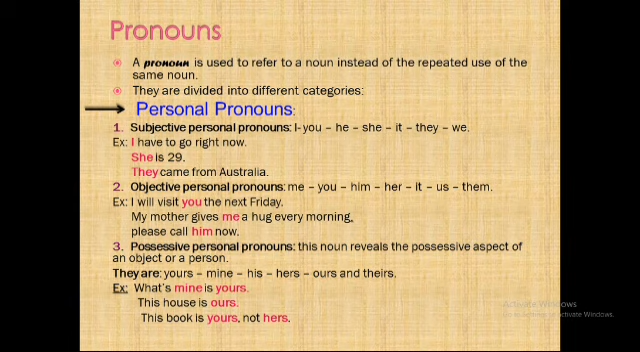 Pronouns
A pronoun is used to refer to a noun instead of the repeated use of the
same noun.
They are divided into different categories:
Personal Pronouns:
1. Subjective personal pronouns: I- you – he – she – it – they – we.
Ex: I have to go right now.
She is 29.
They came from Australia.
2. Objective personal pronouns: me – you – him – her – it – us – them.
Ex: I will visit you the next Friday.
My mother gives me a hug every morning,
please call him now.
3. Possessive personal pronouns: this noun reveals the possessive aspect of
an object or a person.
They are: yours – mine – his – hers – ours and theirs.
Ex: What's mine is yours.
This house is ours.
This book is yours, not hers.
Activate Windows
Go to Settings to activate Windows.